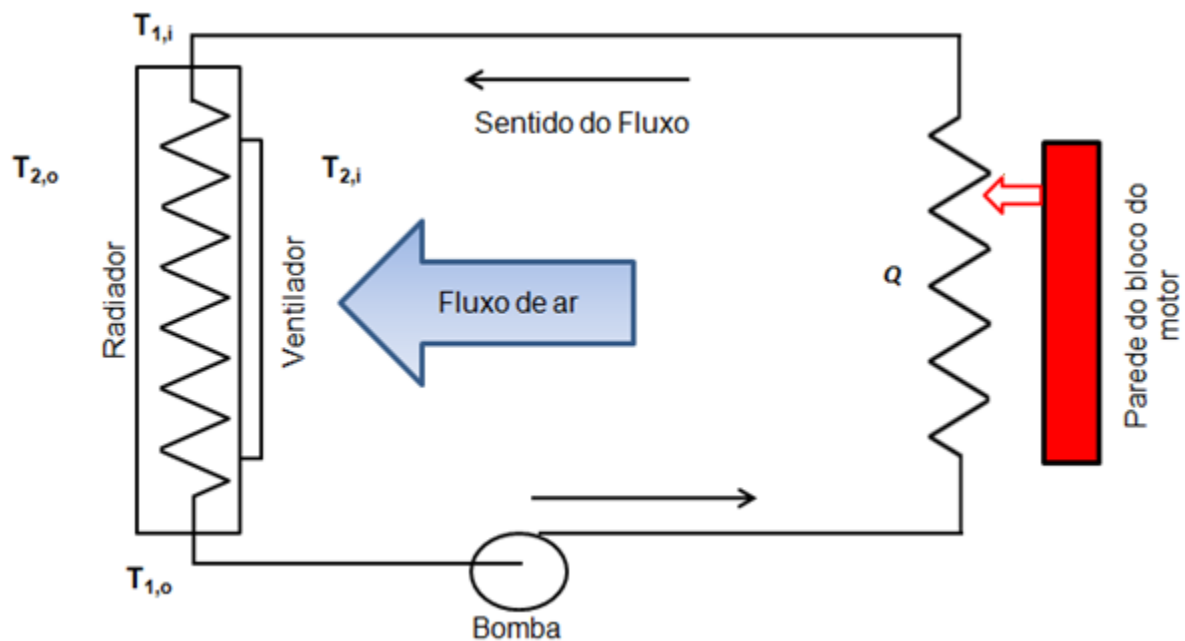 T1,i
Sentido do Fluxo
T2,o
T2,i
Radiador
Ventilador
Fluxo de ar
Q
Parede do bloco do
motor
T1,o
Bomba